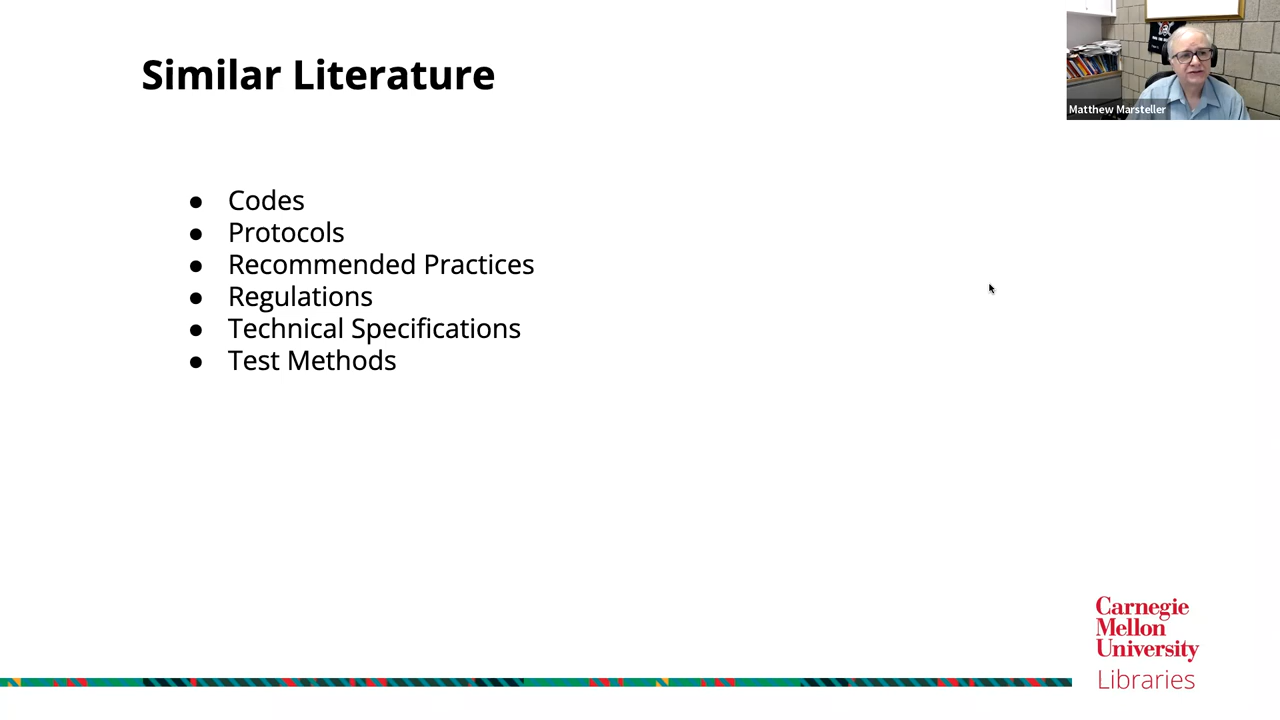 Similar Literature
Matthew Marsteller
● Codes
● Protocols
● Recommended Practices
● Regulations
● Technical Specifications
● Test Methods
Carnegie
Mellon
University
Libraries